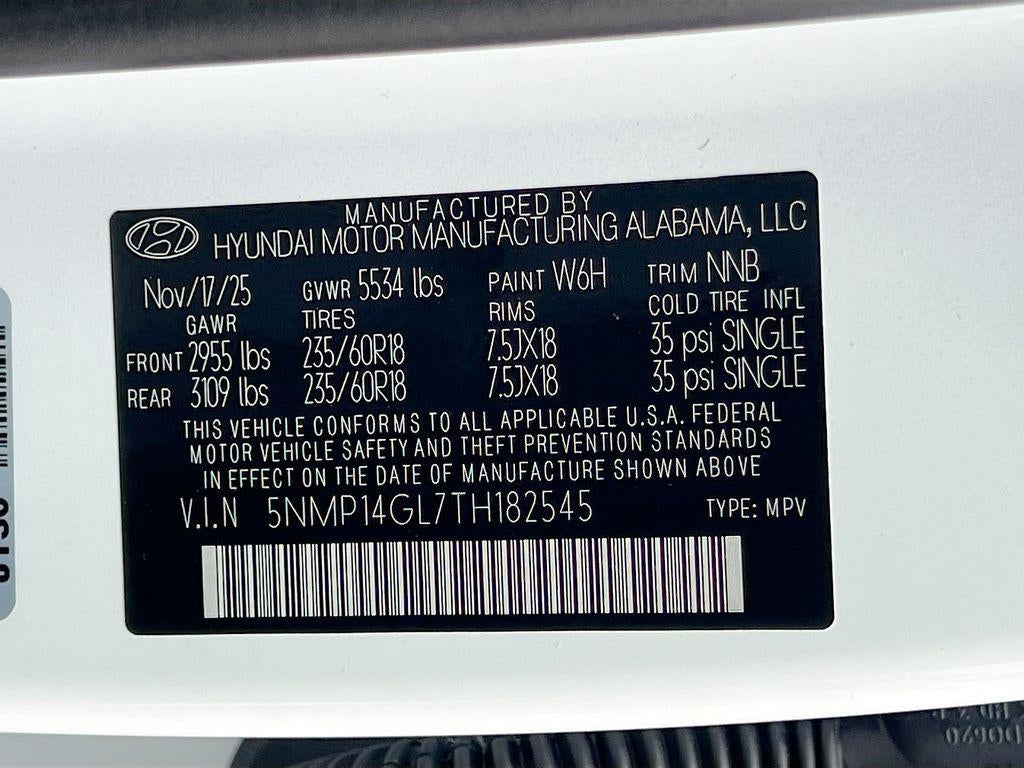 MANUFACTURED BY
HYUNDAI MOTOR MANUFACTURING ALABAMA, LLC
Nov/17/25 GVWR 5534 lbs PAINT W6H TRIM NNB
GAWR TIRES RIMS COLD TIRE INFL
FRONT 2955 lbs 235/60R18 7.5JX18 35 psi SINGLE
REAR 3109 lbs 235/60R18 7.5JX18 35 psi SINGLE
THIS VEHICLE CONFORMS TO ALL APPLICABLE U.S.A. FEDERAL
MOTOR VEHICLE SAFETY AND THEFT PREVENTION STANDARDS
IN EFFECT ON THE DATE OF MANUFACTURE SHOWN ABOVE
V.I.N 5NMP14GL7TH182545 TYPE: MPV